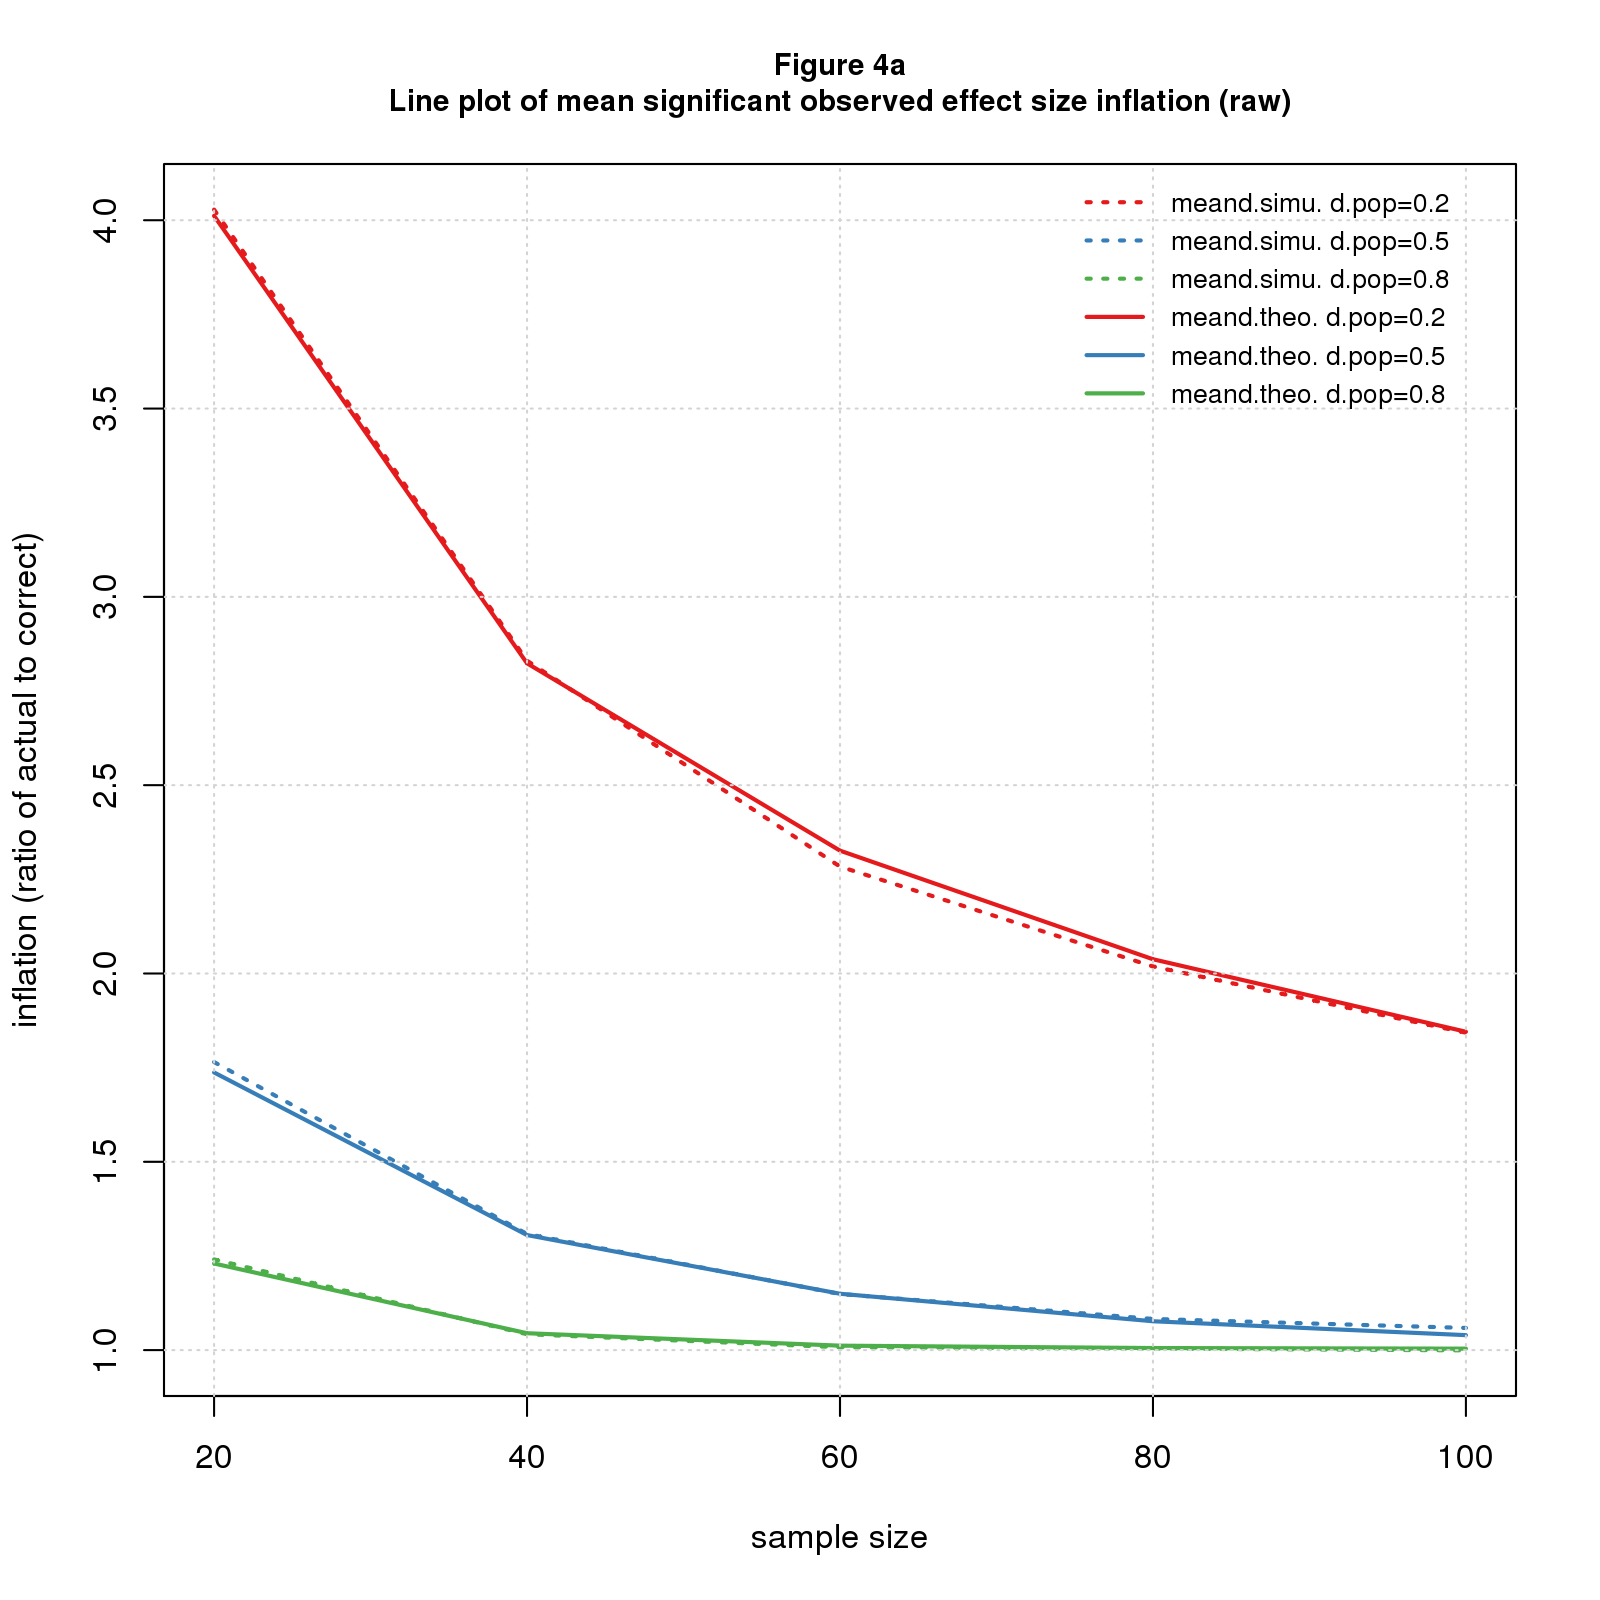 Figure 4a
Line plot of mean significant observed effect size inflation (raw)
meand.simu. d.pop=0.2
meand.simu. d.pop=0.5
meand.simu. d.pop=0.8
meand.theo. d.pop=0.2
meand.theo. d.pop=0.5
meand.theo. d.pop=0.8
inflation (ratio of actual to correct)
4.0
3.5
3.0
2.5
2.0
1.5
1.0
20 40 60 80 100
sample size